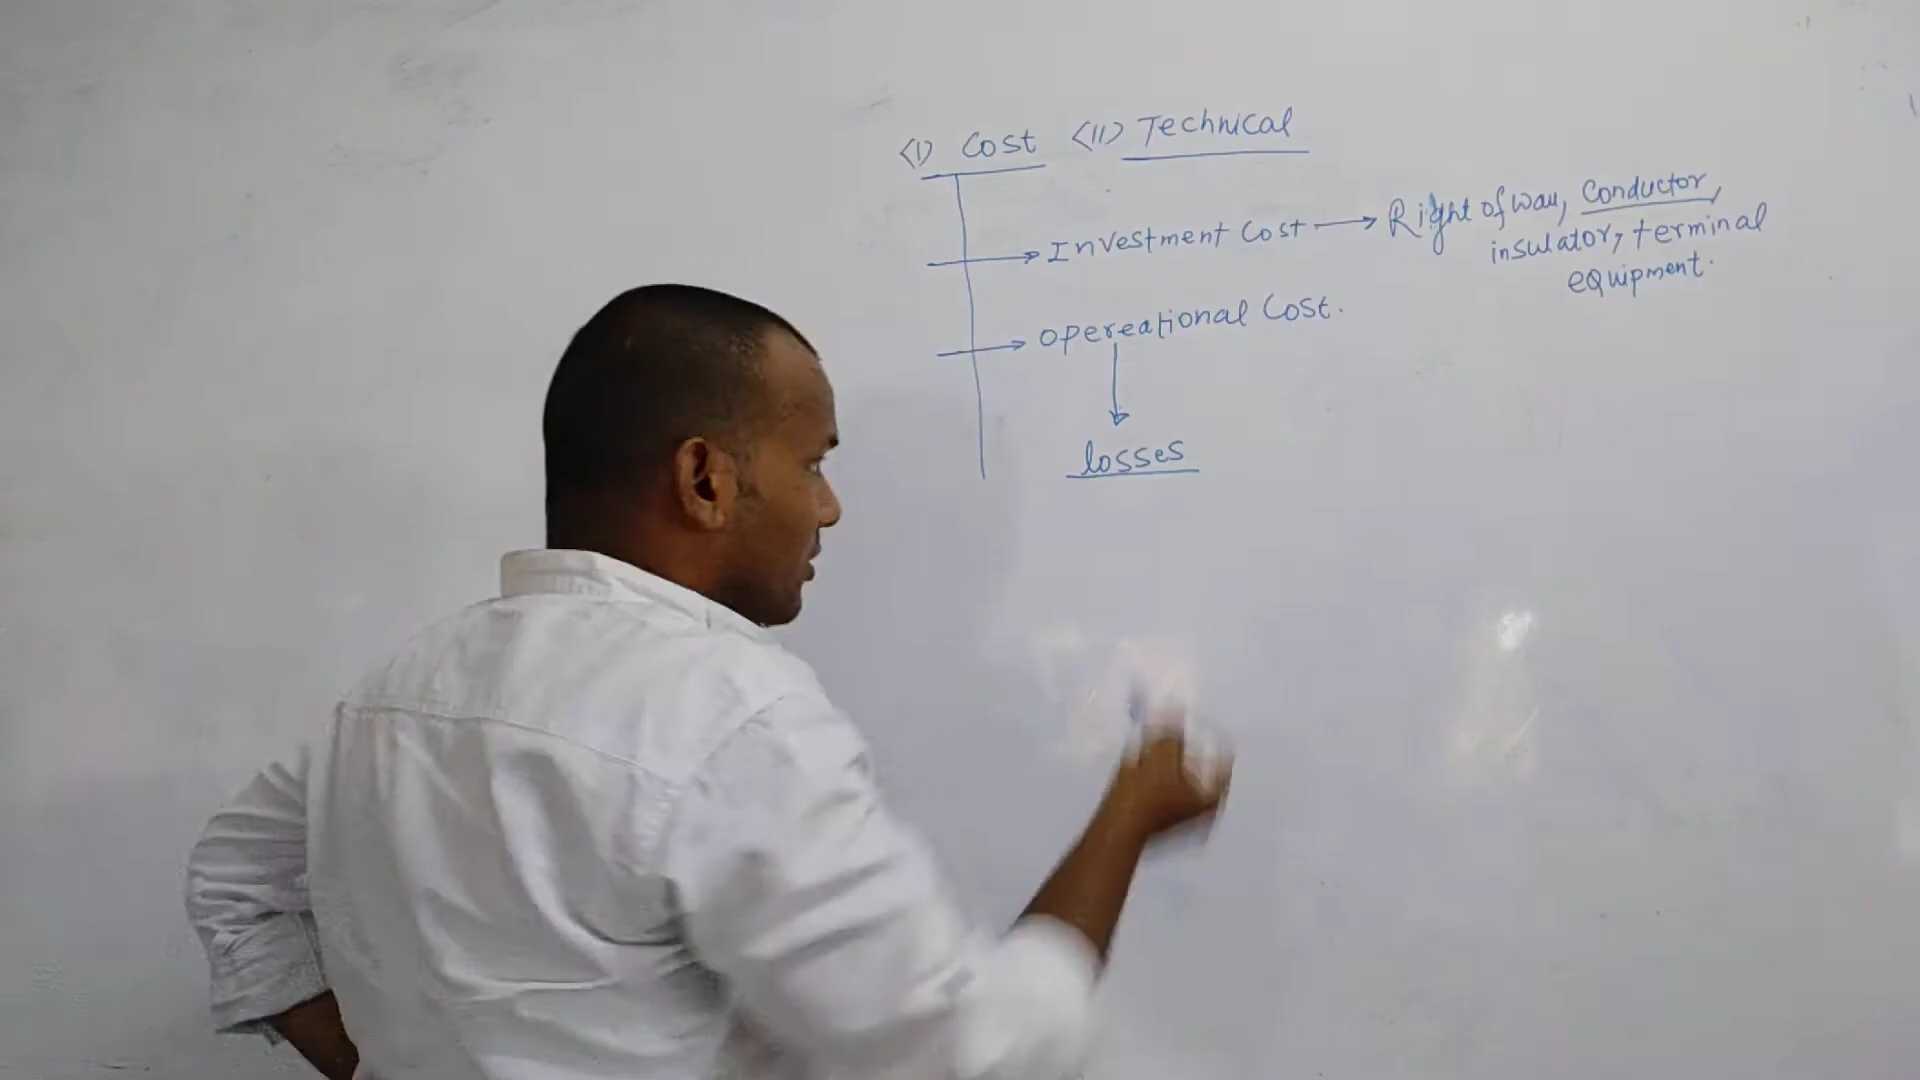 <I> Cost <II> Technical
Investment Cost → Right of way, Conductor,
insulator, terminal
equipment.
opereational Cost.
losses